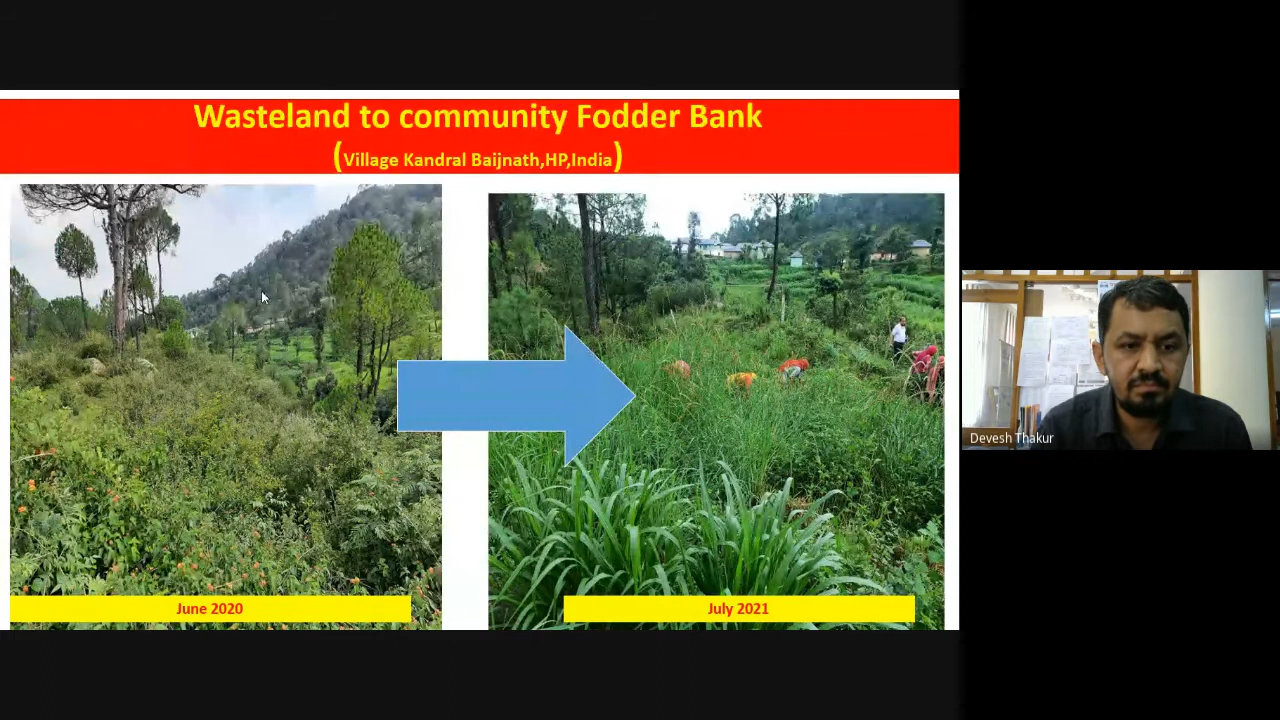 Wasteland to community Fodder Bank
(Village Kandral Baijnath,HP,India)
June 2020
July 2021
Devesh Thakur